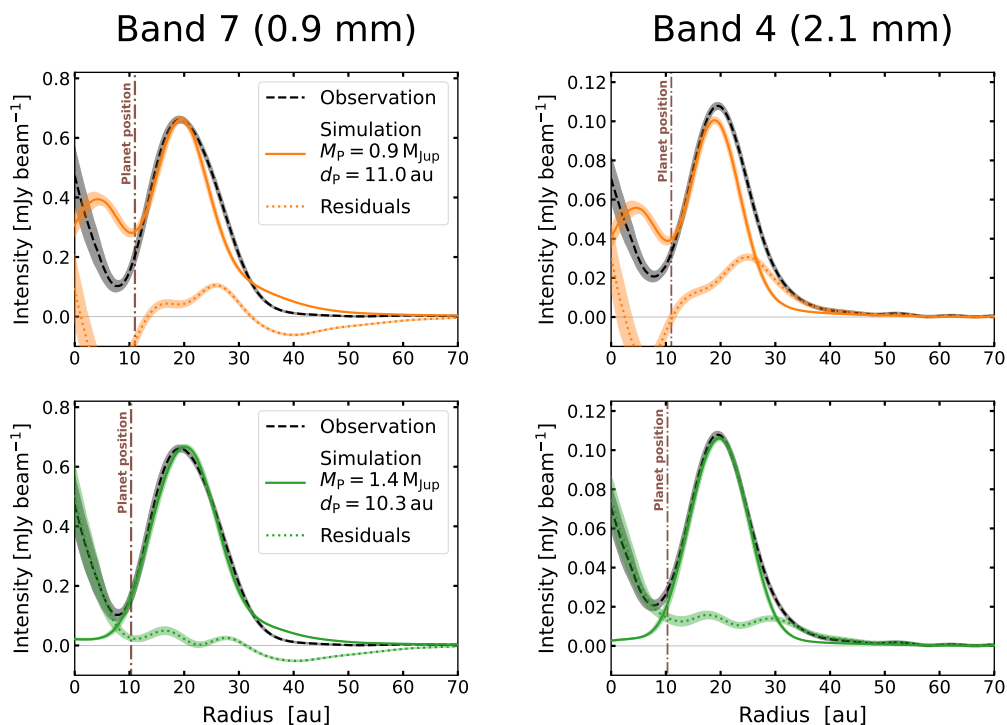 Band 7 (0.9 mm)
Band 4 (2.1 mm)
Intensity [mJy beam⁻¹]
0.8
0.6
0.4
0.2
0.0
Planet position
Observation
Simulation
M_P = 0.9 M_Jup
d_P = 11.0 au
Residuals
0 10 20 30 40 50 60 70
Intensity [mJy beam⁻¹]
0.12
0.10
0.08
0.06
0.04
0.02
0.00
Planet position
0 10 20 30 40 50 60 70
Intensity [mJy beam⁻¹]
0.8
0.6
0.4
0.2
0.0
Planet position
Observation
Simulation
M_P = 1.4 M_Jup
d_P = 10.3 au
Residuals
0 10 20 30 40 50 60 70
Radius [au]
Intensity [mJy beam⁻¹]
0.12
0.10
0.08
0.06
0.04
0.02
0.00
Planet position
0 10 20 30 40 50 60 70
Radius [au]